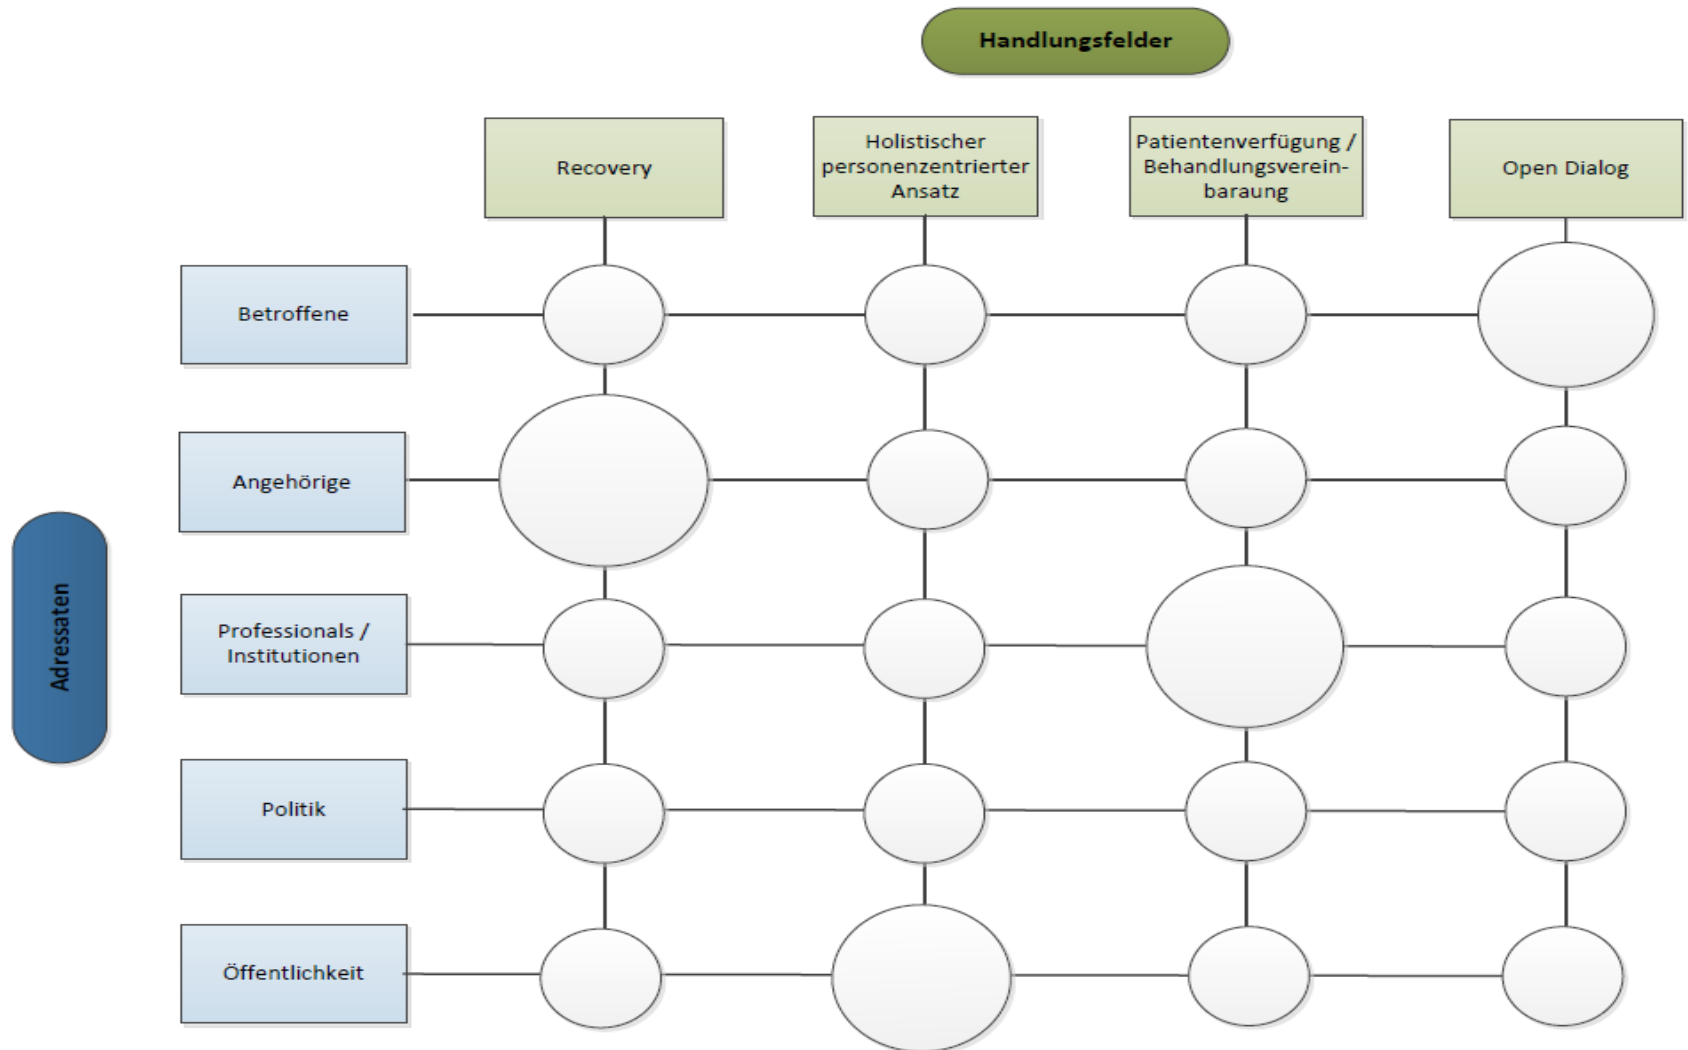 Handlungsfelder
Recovery
Holistischer
personenzentrierter
Ansatz
Patientenverfügung /
Behandlungsverein-
baraung
Open Dialog
Adressaten
Betroffene
Angehörige
Professionals /
Institutionen
Politik
Öffentlichkeit